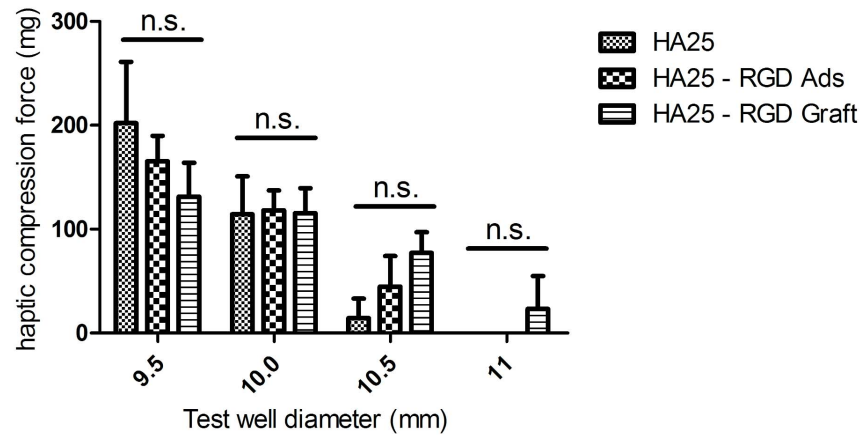 300
200
100
0
haptic compression force (mg)
n.s.
n.s.
n.s.
n.s.
9.5
10.0
10.5
11
Test well diameter (mm)
HA25
HA25 - RGD Ads
HA25 - RGD Graft